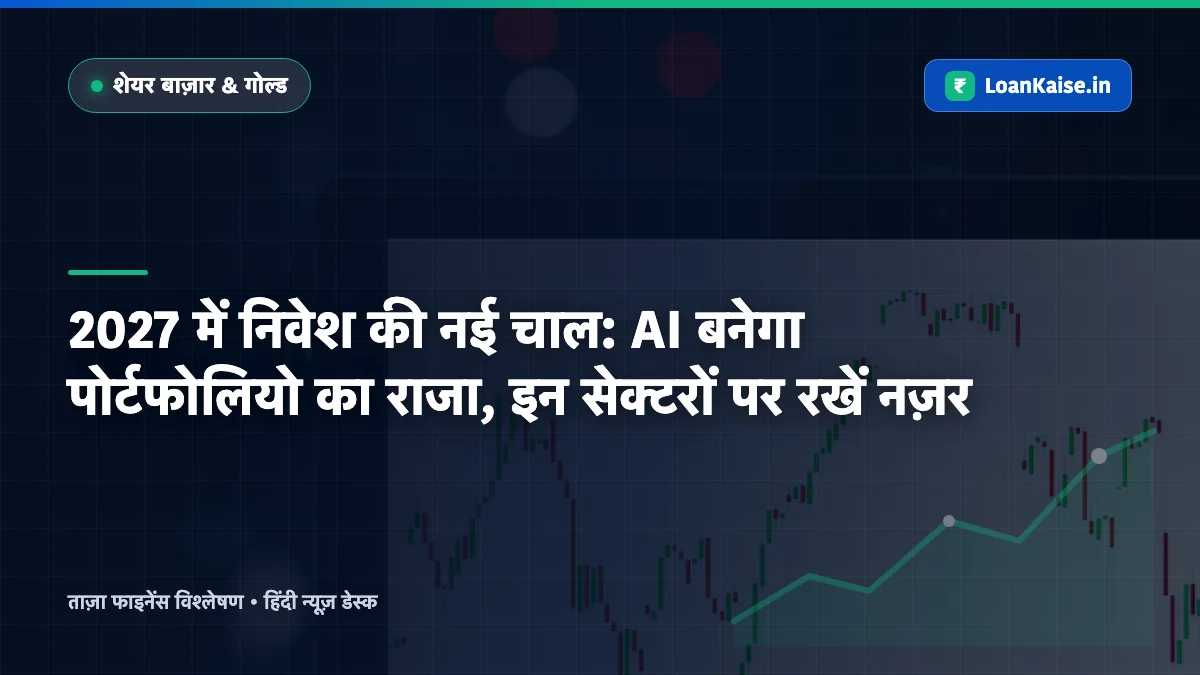 शेयर बाज़ार & गोल्ड
₹ LoanKaise.in
2027 में निवेश की नई चाल: AI बनेगा
पोर्टफोलियो का राजा, इन सेक्टरों पर रखें नज़र
ताज़ा फाइनेंस विश्लेषण • हिंदी न्यूज़ डेस्क